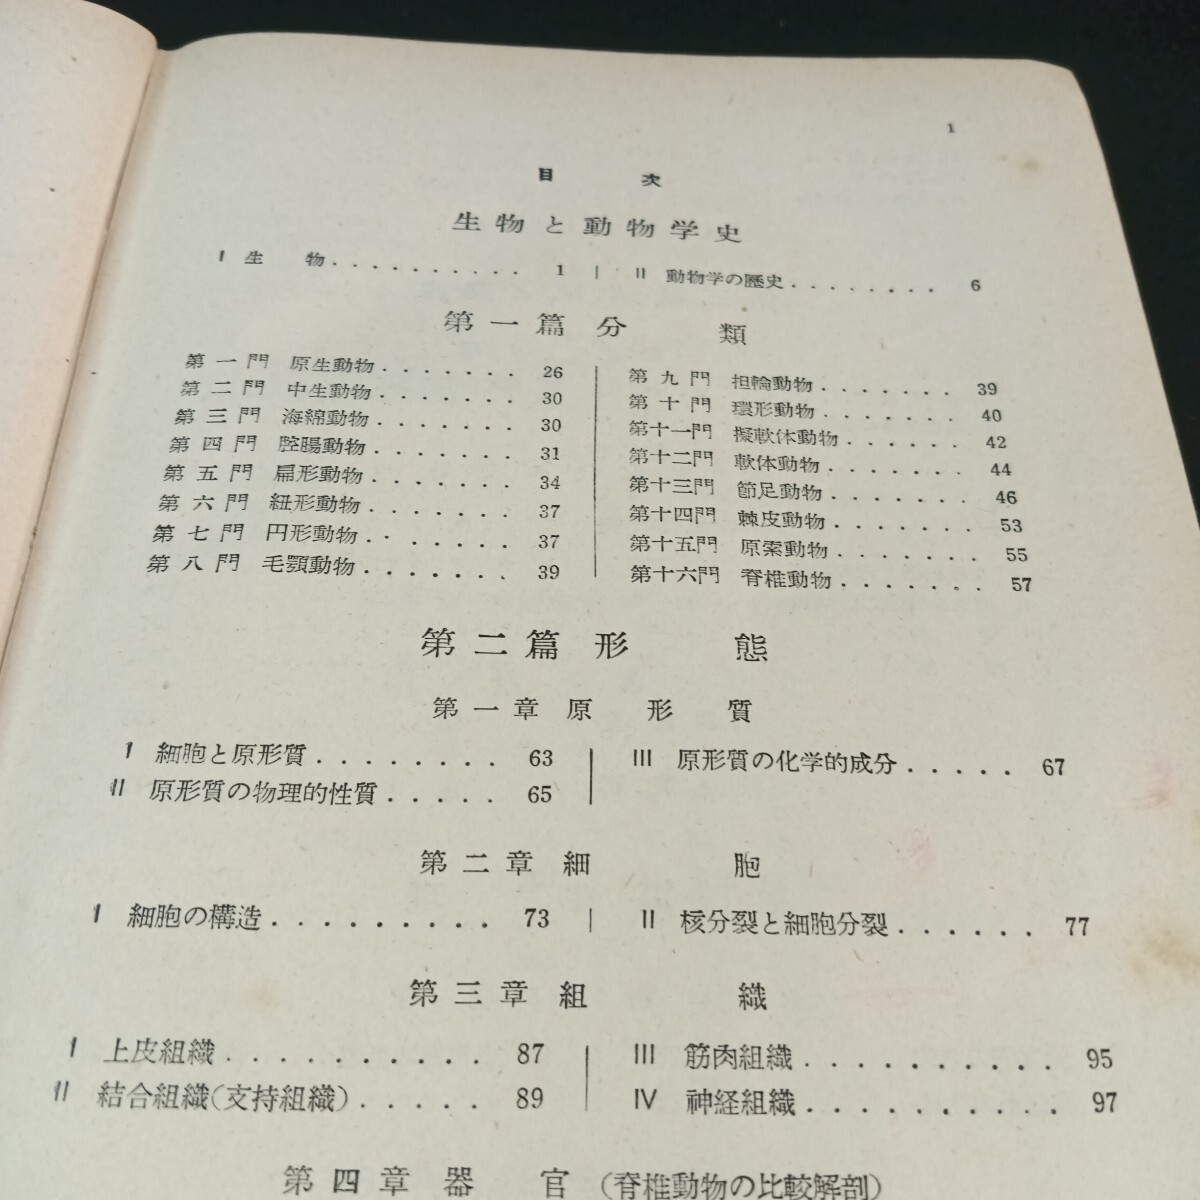 1
目次
生物と動物学史
I 生物. . . . . . . . . . 1
II 動物学の歴史. . . . . . . . 6
第一篇 分類
第一門 原生動物. . . . . . . 26
第二門 中生動物. . . . . . . 30
第三門 海綿動物. . . . . . . 30
第四門 腔腸動物. . . . . . . 31
第五門 扁形動物. . . . . . . 34
第六門 紐形動物. . . . . . . 37
第七門 円形動物. . . . . . . 37
第八門 毛顎動物. . . . . . . 39
第九門 担輪動物. . . . . . . 39
第十門 環形動物. . . . . . . 40
第十一門 擬軟体動物. . . . . . . 42
第十二門 軟体動物. . . . . . . 44
第十三門 節足動物. . . . . . . 46
第十四門 棘皮動物. . . . . . . 53
第十五門 原索動物. . . . . . . 55
第十六門 脊椎動物. . . . . . . 57
第二篇 形態
第一章 原形質
I 細胞と原形質. . . . . . . . 63
II 原形質の物理的性質. . . . . 65
III 原形質の化学的成分. . . . . 67
第二章 細胞
I 細胞の構造. . . . . . . . . 73
II 核分裂と細胞分裂. . . . . . 77
第三章 組織
I 上皮組織. . . . . . . . . . 87
II 結合組織(支持組織). . . . . 89
III 筋肉組織. . . . . . . . . . 95
IV 神経組織. . . . . . . . . . 97
第四章 器官(脊椎動物の比較解剖)